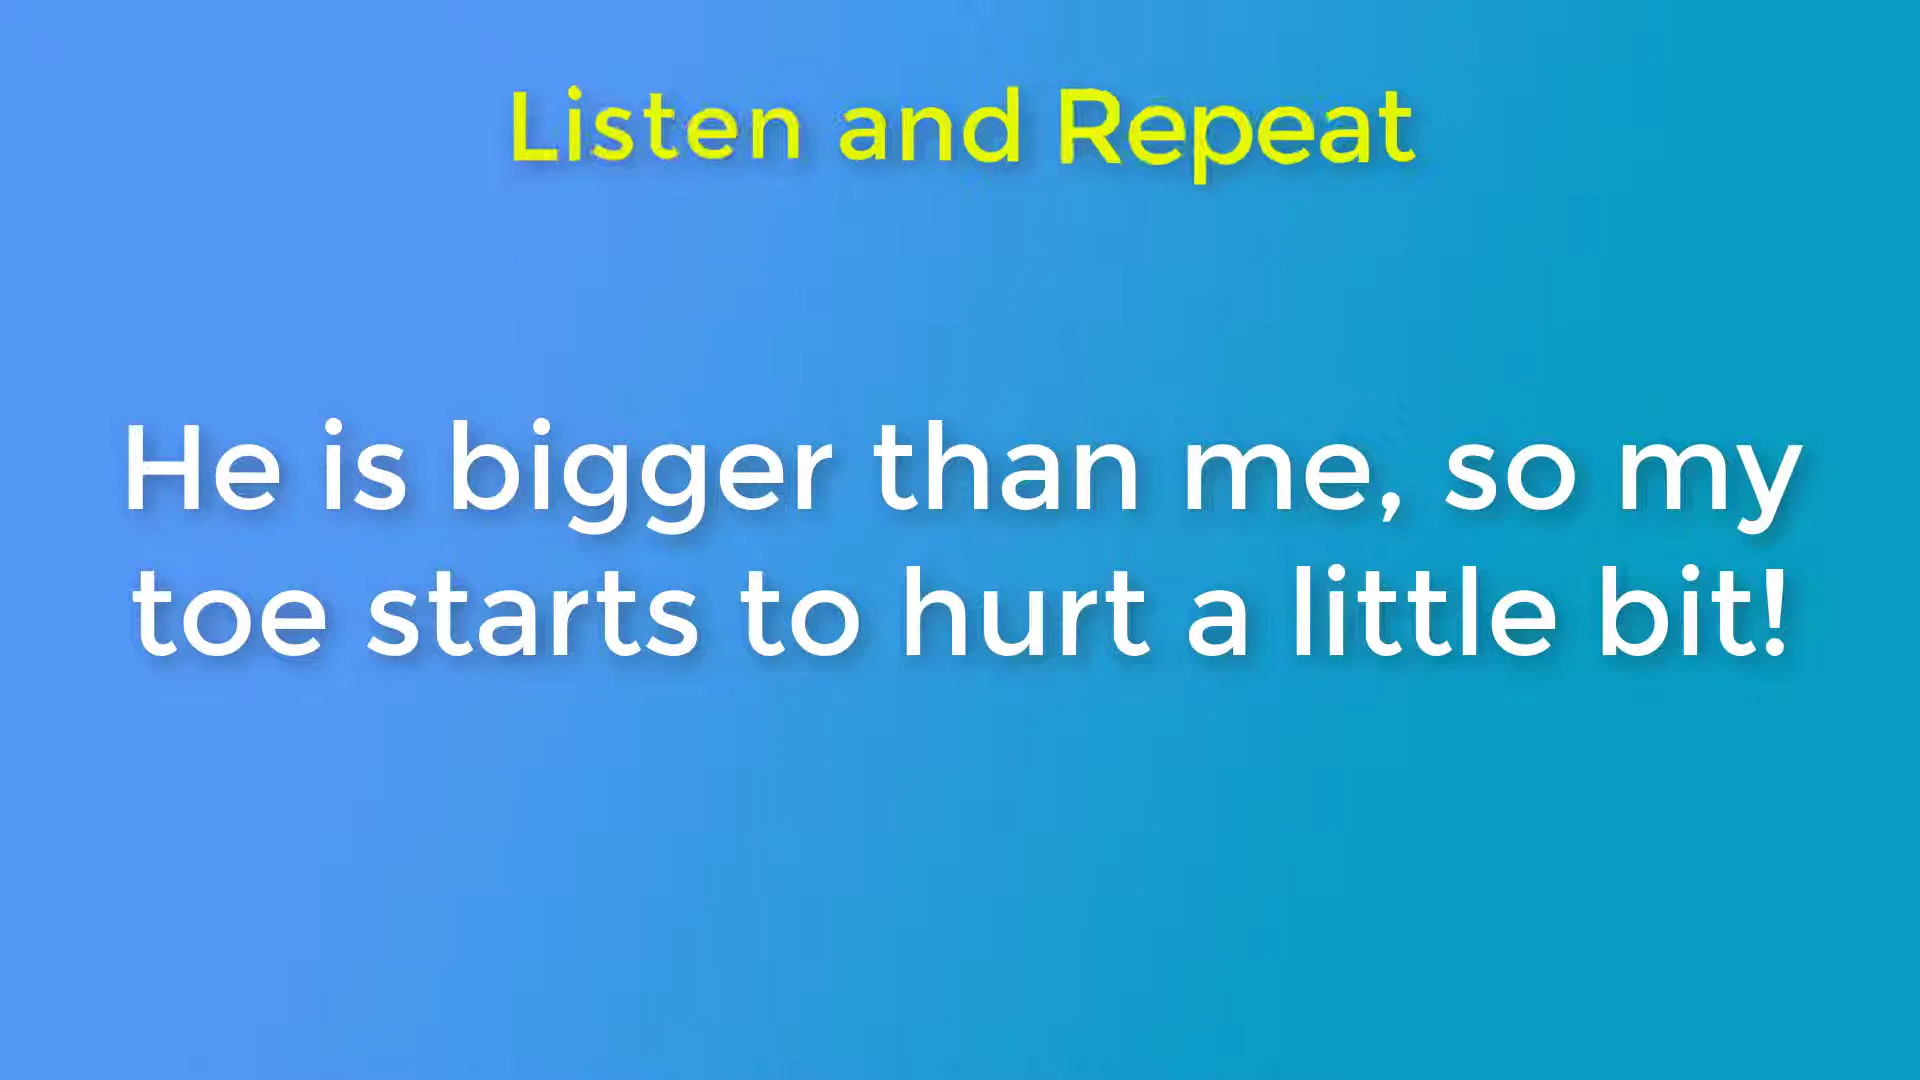 Listen and Repeat
He is bigger than me, so my
toe starts to hurt a little bit!